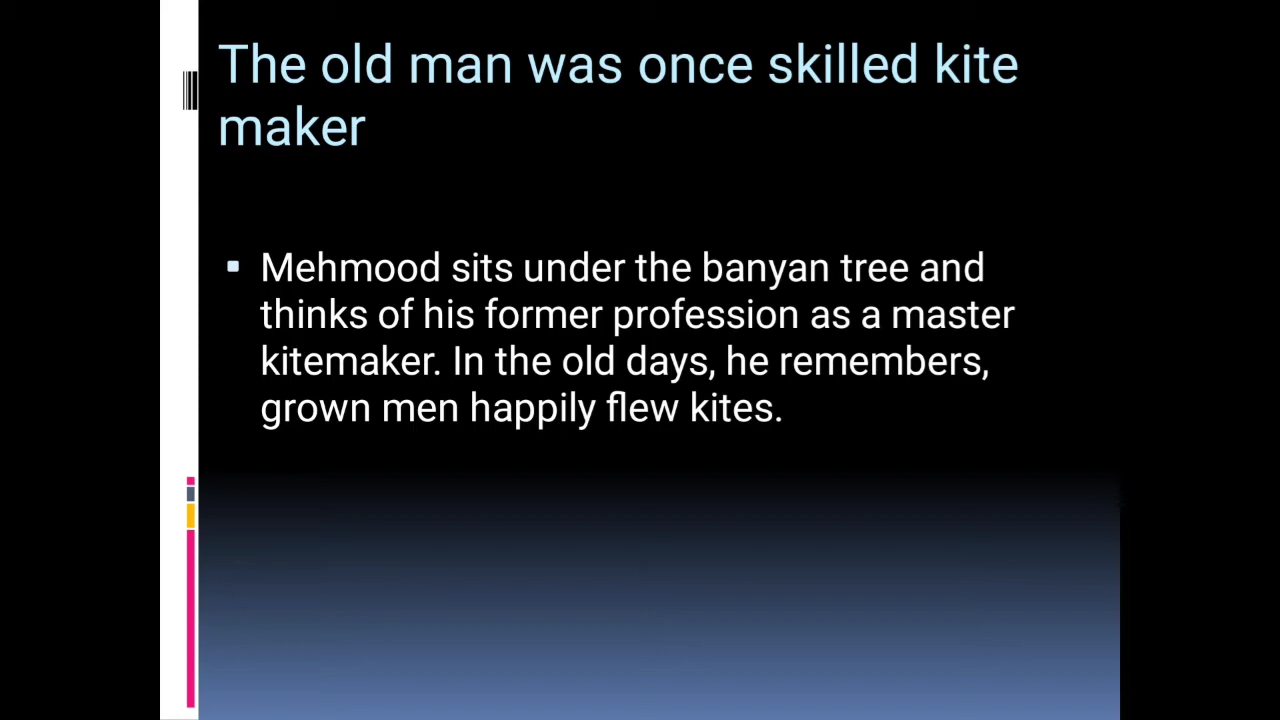 The old man was once skilled kite
maker
Mehmood sits under the banyan tree and
thinks of his former profession as a master
kitemaker. In the old days, he remembers,
grown men happily flew kites.